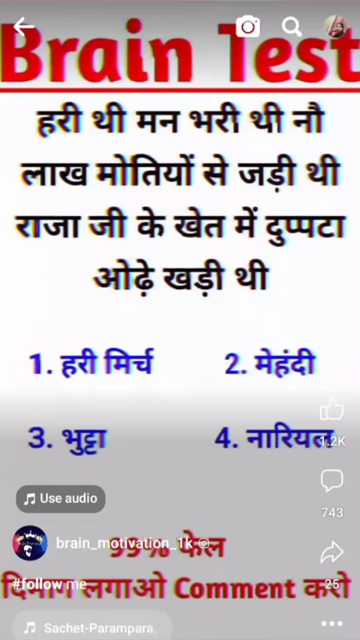 Brain Test
हरी थी मन भरी थी नौ
लाख मोतियों से जड़ी थी
राजा जी के खेत में दुप्पटा
ओढ़े खड़ी थी
1. हरी मिर्च 2. मेहंदी
3. भुट्टा 4. नारियल
1.2K
Use audio
743
brain_motivation_1k
99% फेल
#follow me
25
दिमाग लगाओ Comment करो
Sachet-Parampara,